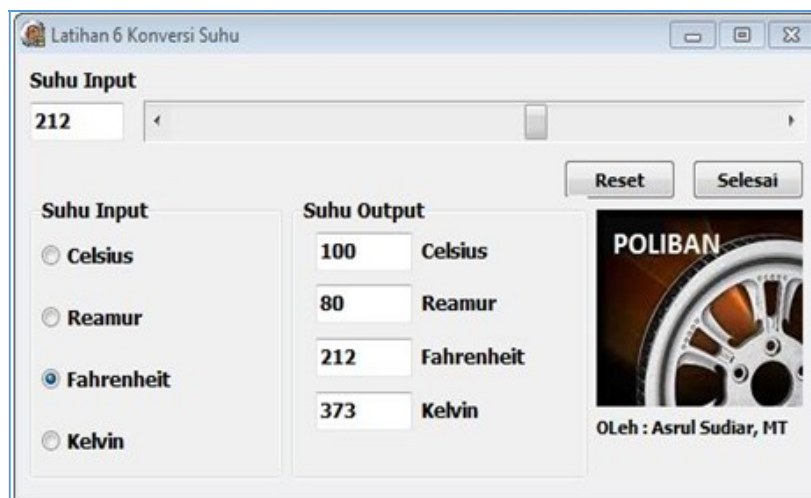 Latihan 6 Konversi Suhu
Suhu Input
212
Reset
Selesai
Suhu Input
Celsius
Reamur
Fahrenheit
Kelvin
Suhu Output
100 Celsius
80 Reamur
212 Fahrenheit
373 Kelvin
POLIBAN
OLeh : Asrul Sudiar, MT